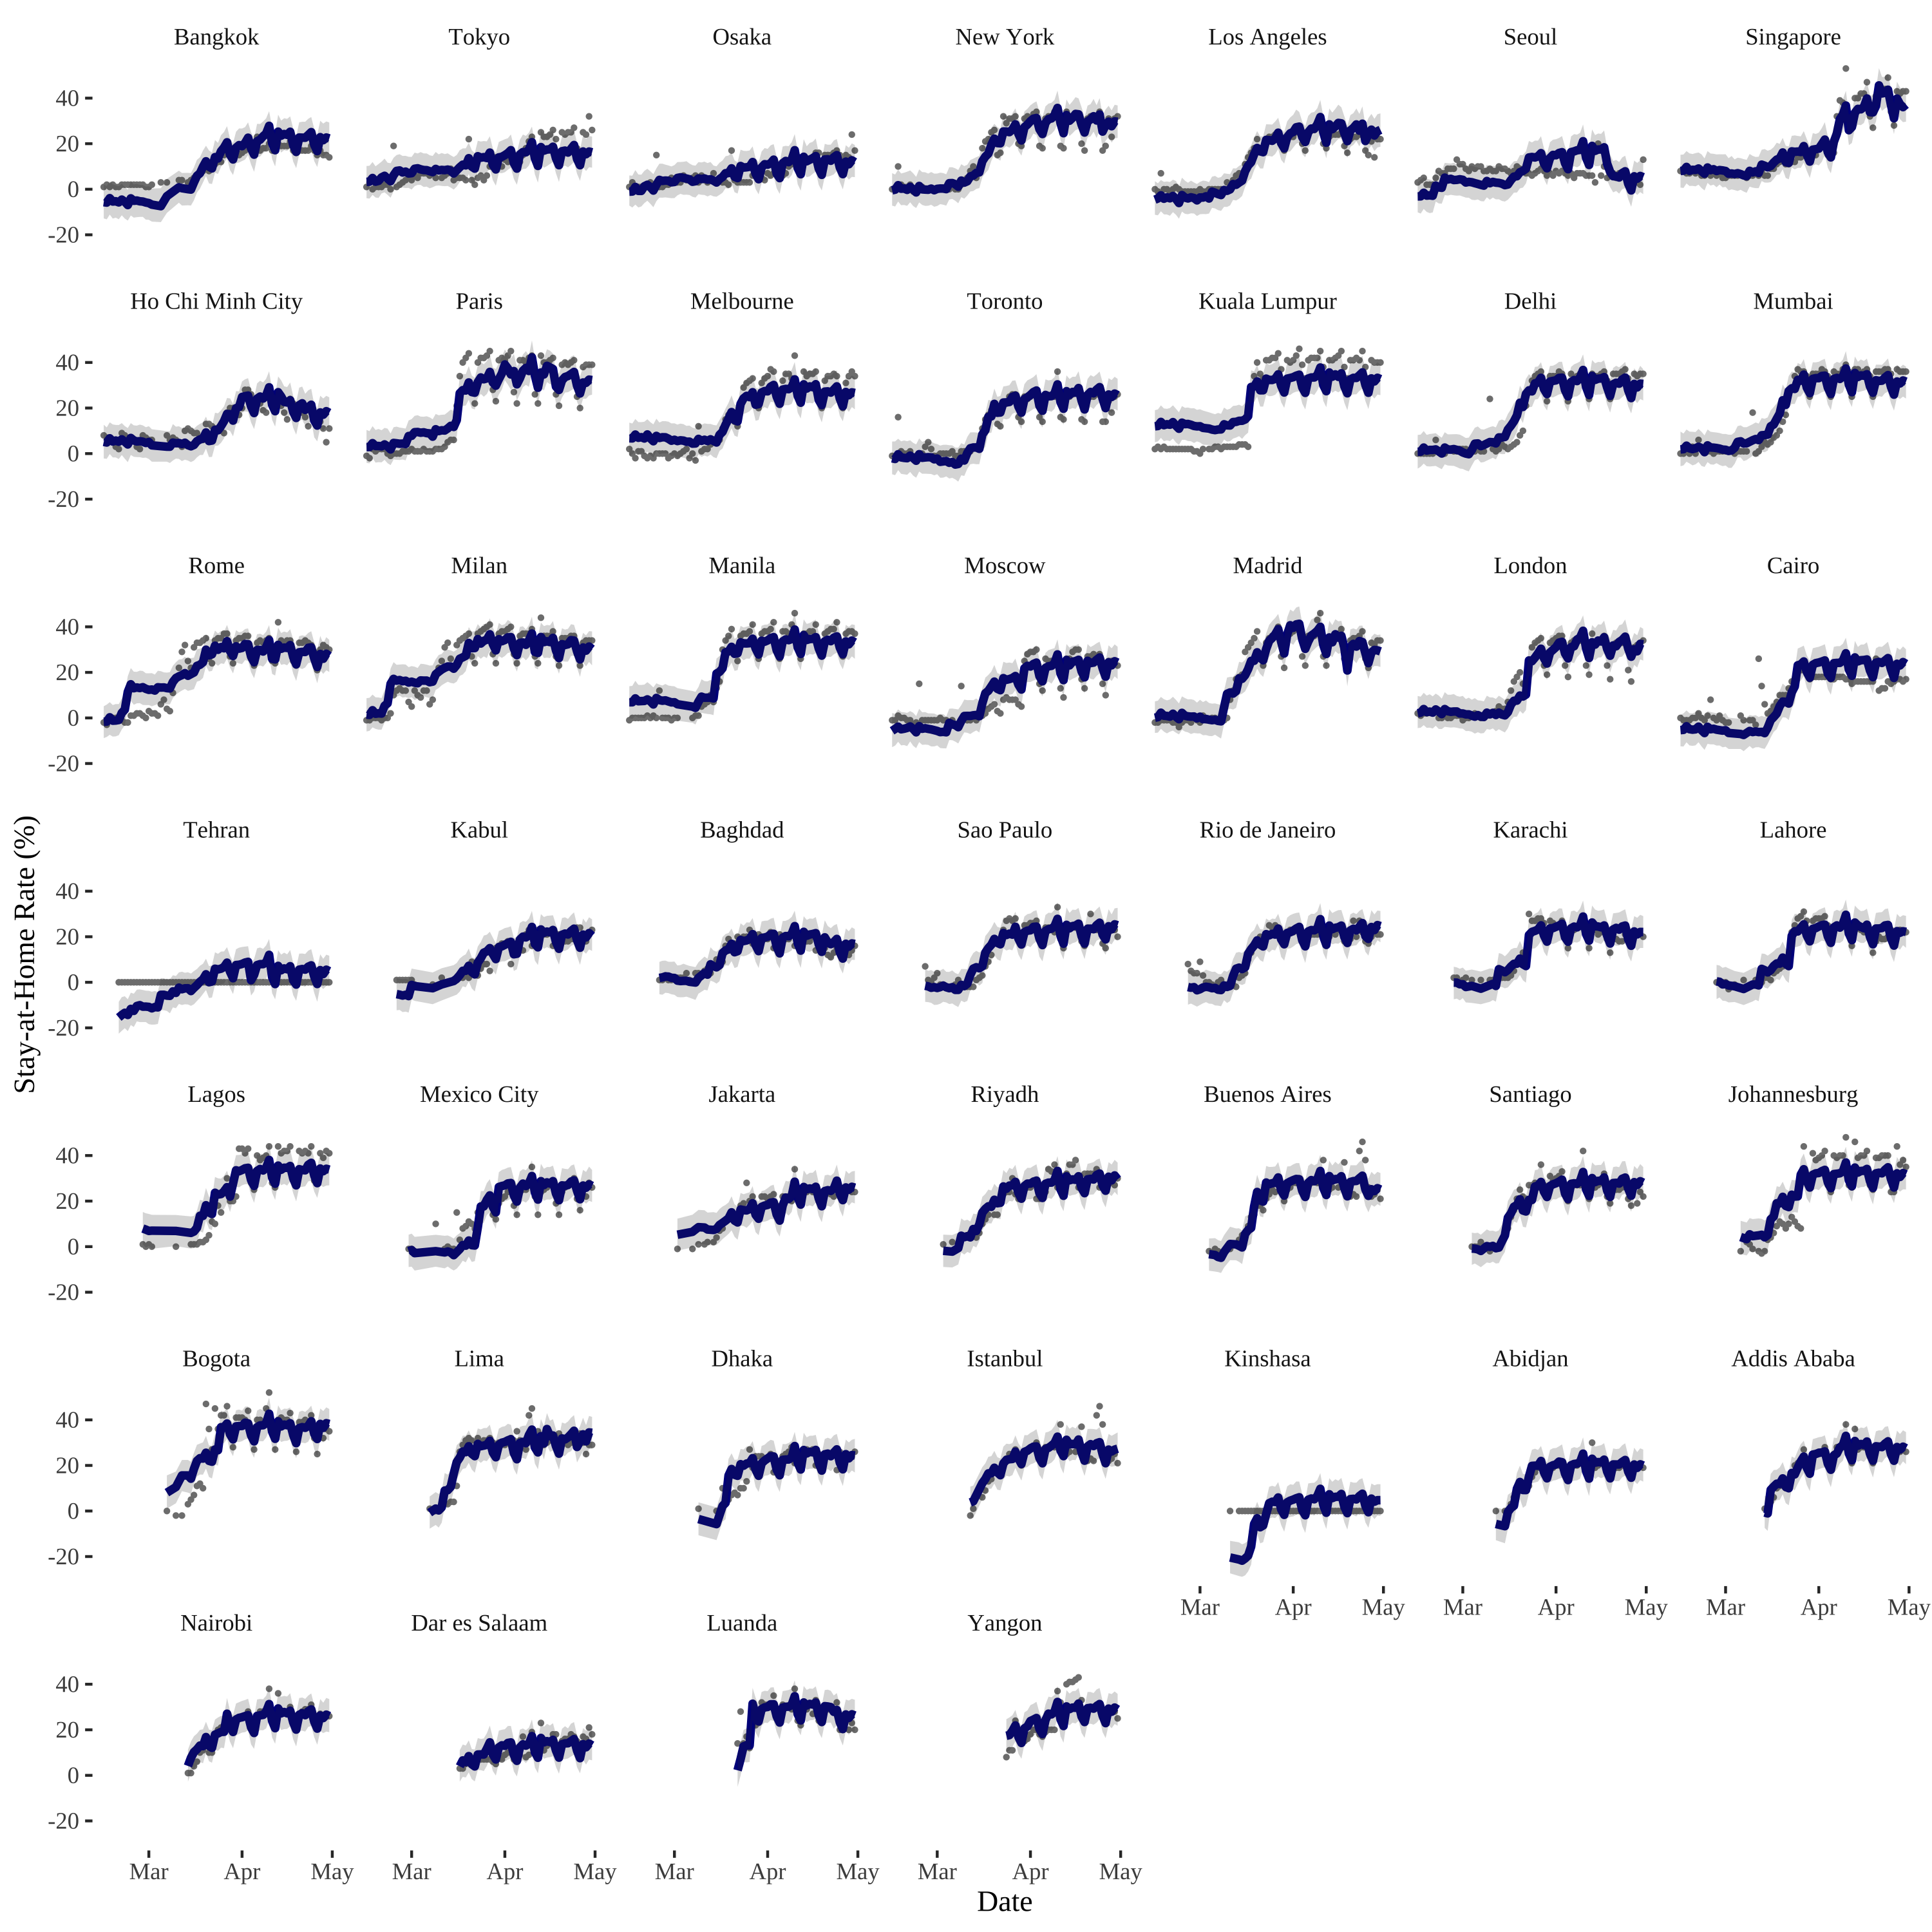 Bangkok Tokyo Osaka New York Los Angeles Seoul Singapore
40
20
0
-20
Ho Chi Minh City Paris Melbourne Toronto Kuala Lumpur Delhi Mumbai
40
20
0
-20
Rome Milan Manila Moscow Madrid London Cairo
40
20
0
-20
Stay-at-Home Rate (%)
Tehran Kabul Baghdad Sao Paulo Rio de Janeiro Karachi Lahore
40
20
0
-20
Lagos Mexico City Jakarta Riyadh Buenos Aires Santiago Johannesburg
40
20
0
-20
Bogota Lima Dhaka Istanbul Kinshasa Abidjan Addis Ababa
40
20
0
-20
Mar Apr May Mar Apr May Mar Apr May
Nairobi Dar es Salaam Luanda Yangon
40
20
0
-20
Mar Apr May Mar Apr May Mar Apr May Mar Apr May
Date